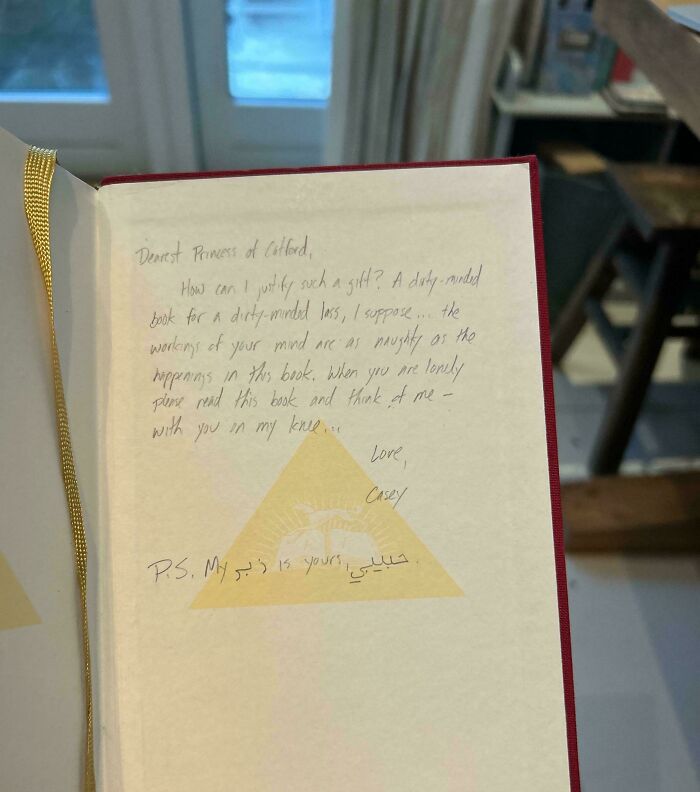 Dearest Princess of Catford,
How can I justify such a gift? A dirty-minded
book for a dirty-minded lass, I suppose... the
workings of your mind are as naughty as the
happenings in this book. When you are lonely
please read this book and think of me –
with you on my knee...
Love,
Casey
P.S. My زبر is yours, حبيبي.